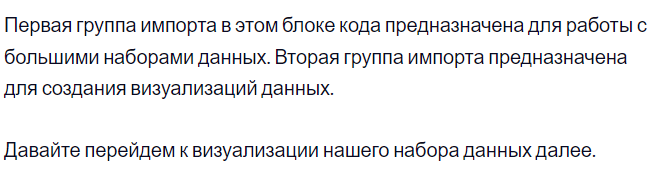 Первая группа импорта в этом блоке кода предназначена для работы с
большими наборами данных. Вторая группа импорта предназначена
для создания визуализаций данных.
Давайте перейдем к визуализации нашего набора данных далее.